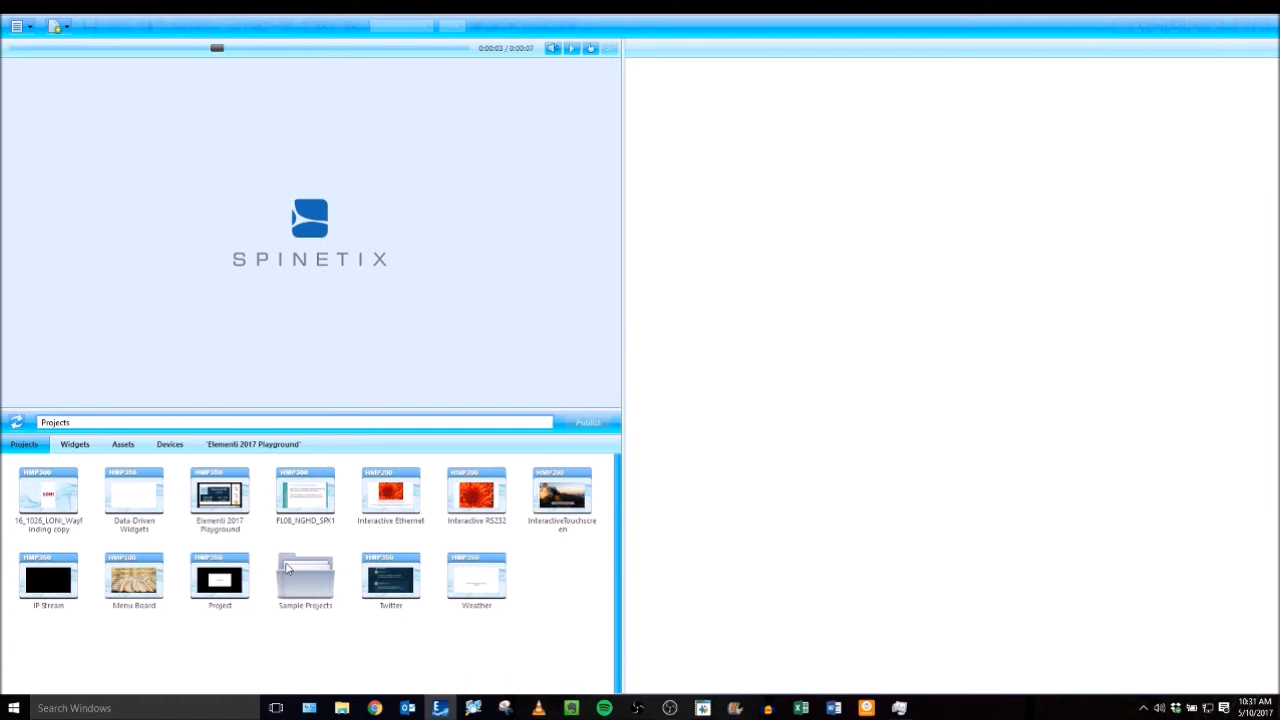 0:00:03 / 0:00:07
SPINETIX
Projects
Publish
Projects Widgets Assets Devices 'Elementi 2017 Playground'
HMP300 HMP350 HMP350 HMP300 HMP200 HMP200 HMP200
16_1026_LONI_Wayf Data-Driven Elementi 2017 FL08_NGHD_SPX1 Interactive Ethernet Interactive RS232 InteractiveTouchscre
inding copy Widgets Playground en
HMP350 HMP100 HMP350 HMP350 HMP350
IP Stream Menu Board Project Sample Projects Twitter Weather
Search Windows
10:31 AM
5/10/2017